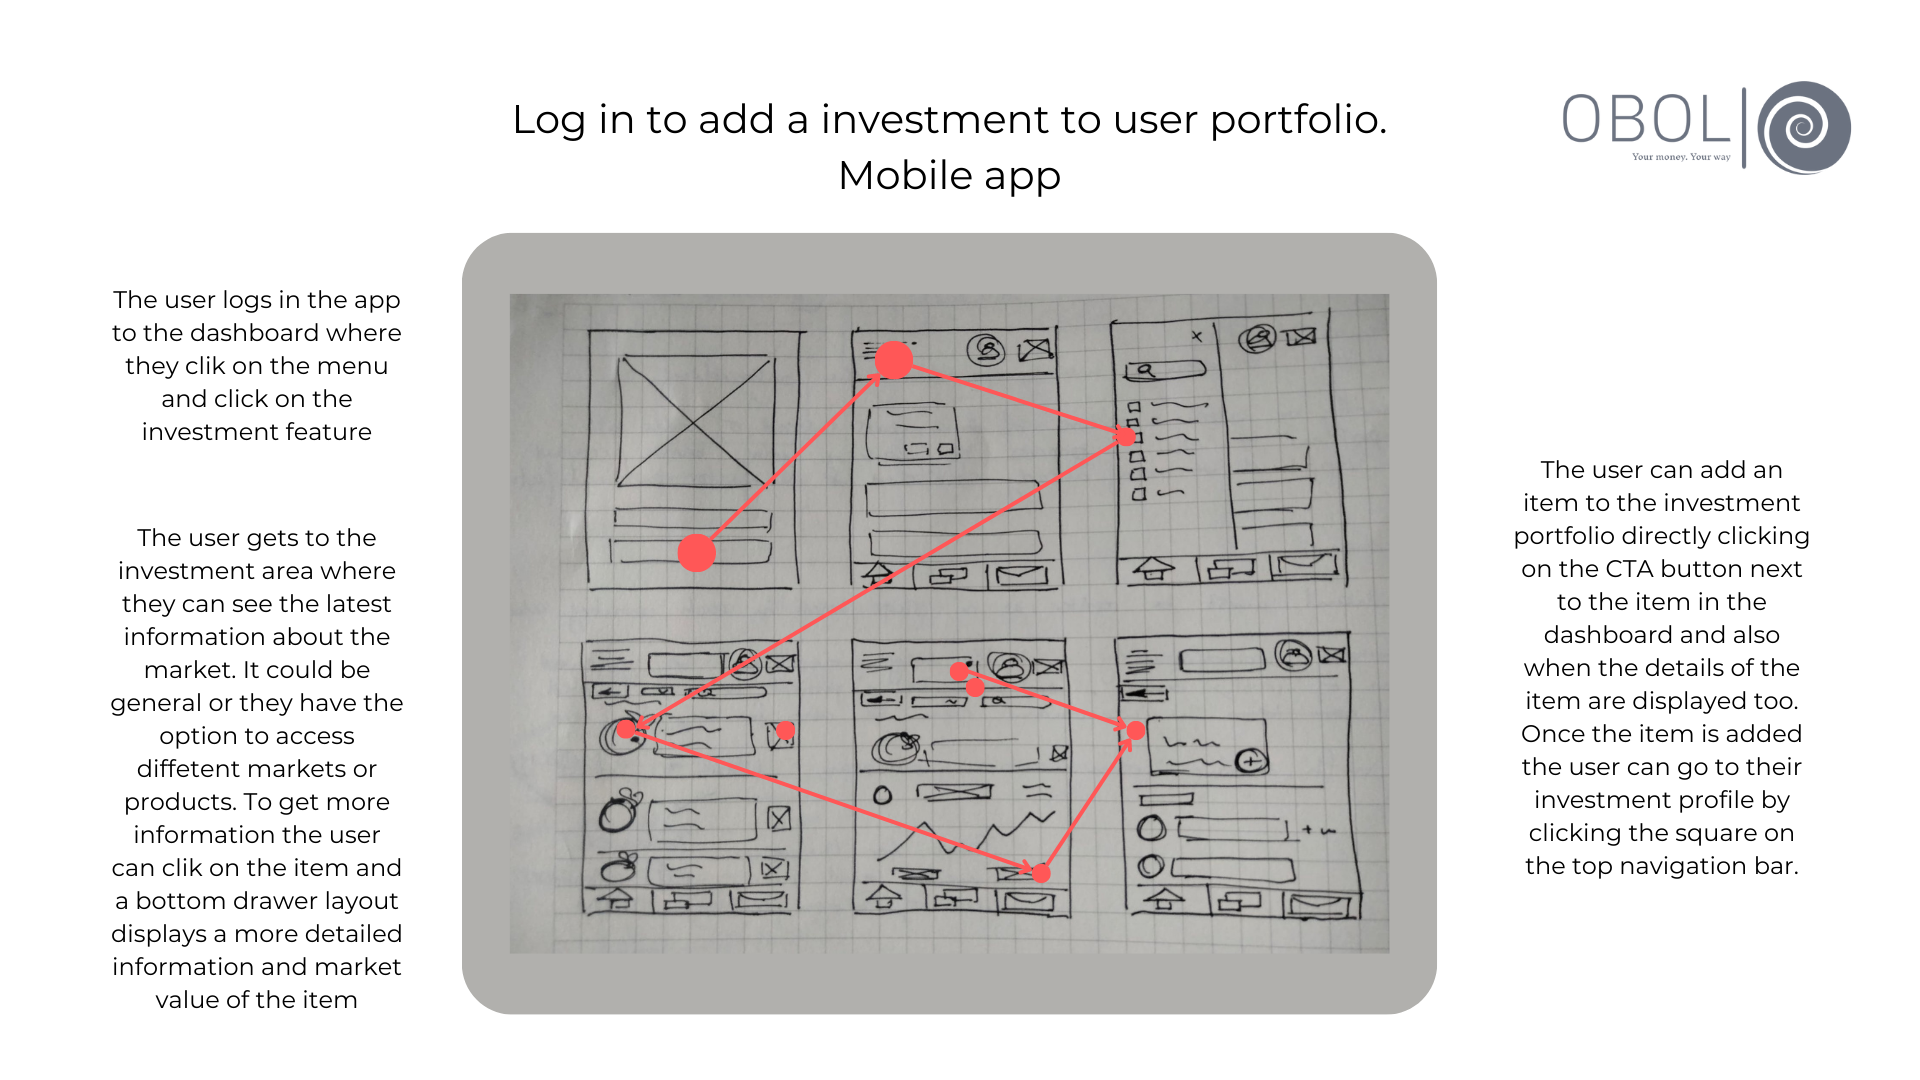 Log in to add a investment to user portfolio.
Mobile app
OBOL
Your money. Your way
The user logs in the app
to the dashboard where
they clik on the menu
and click on the
investment feature
The user gets to the
investment area where
they can see the latest
information about the
market. It could be
general or they have the
option to access
diffetent markets or
products. To get more
information the user
can clik on the item and
a bottom drawer layout
displays a more detailed
information and market
value of the item
The user can add an
item to the investment
portfolio directly clicking
on the CTA button next
to the item in the
dashboard and also
when the details of the
item are displayed too.
Once the item is added
the user can go to their
investment profile by
clicking the square on
the top navigation bar.